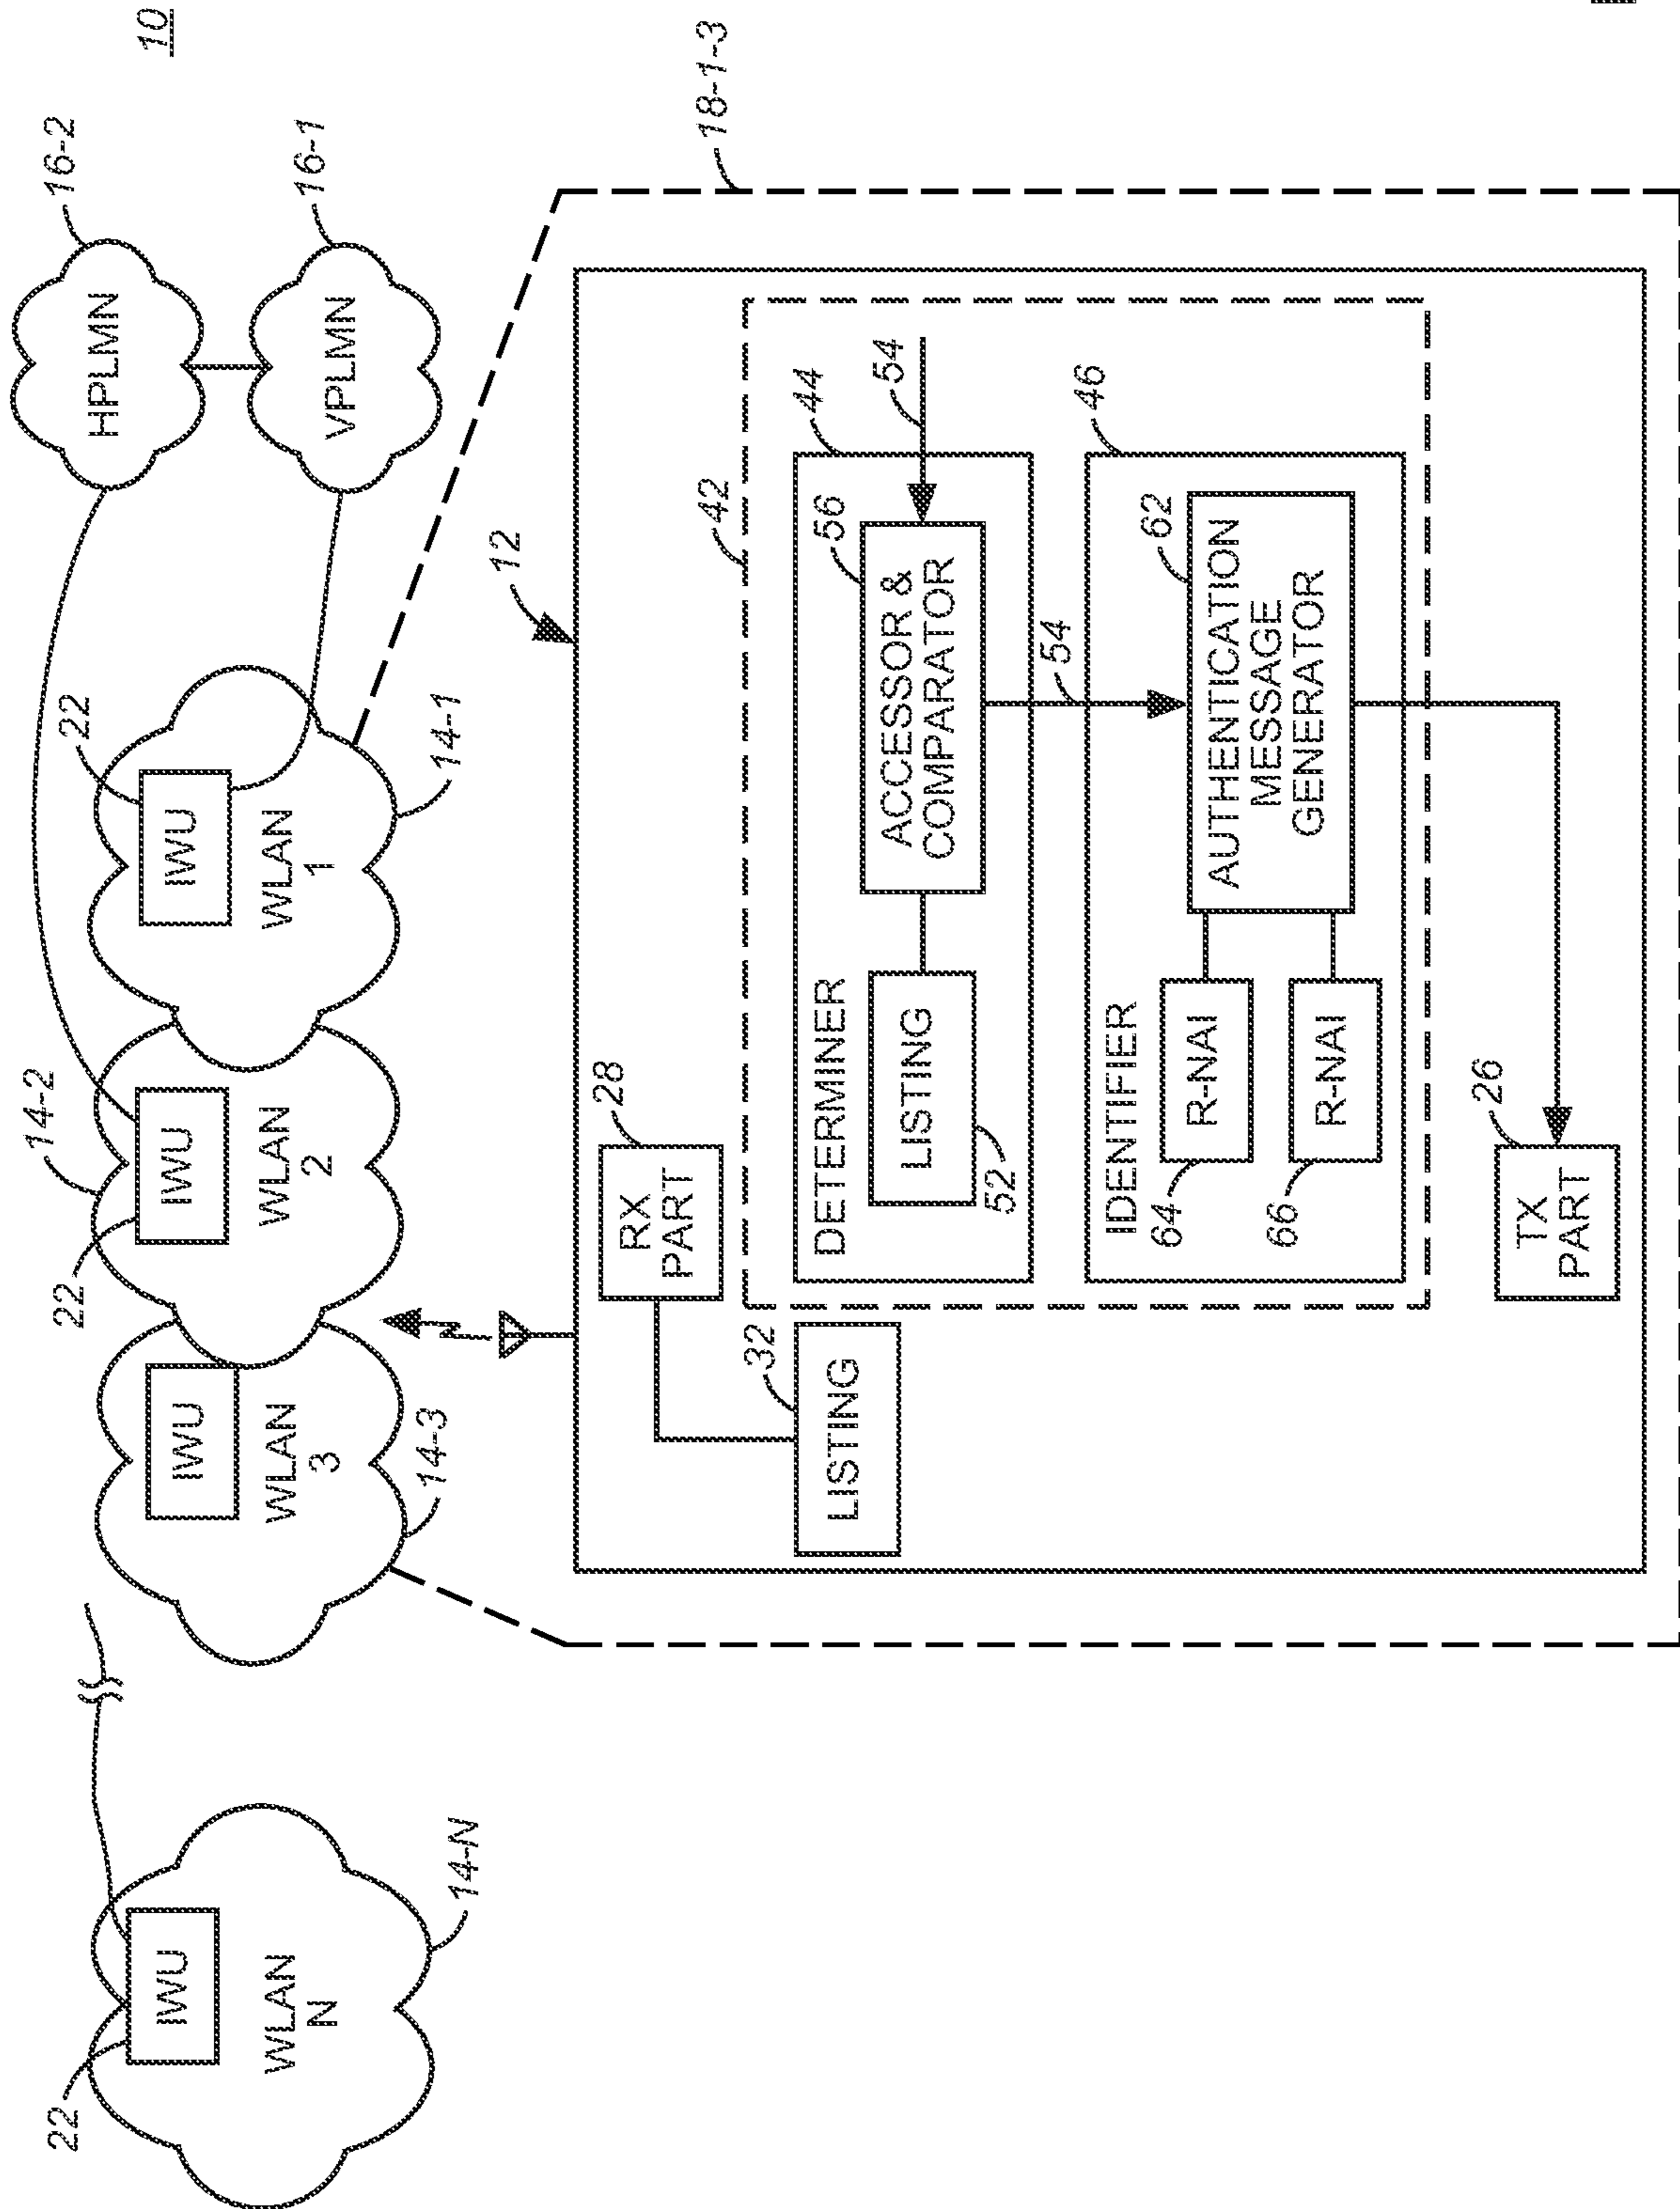 10
16-2
HPLMN
16-1
VPLMN
22
IWU
WLAN
1
14-1
14-2
22
IWU
WLAN
2
IWU
WLAN
3
14-3
22
IWU
WLAN
N
14-N
18-1-3
12
28
RX
PART
32
LISTING
42
44
DETERMINER
52
LISTING
56
ACCESSOR &
COMPARATOR
54
54
46
IDENTIFIER
64
R-NAI
66
R-NAI
62
AUTHENTICATION
MESSAGE
GENERATOR
26
TX
PART